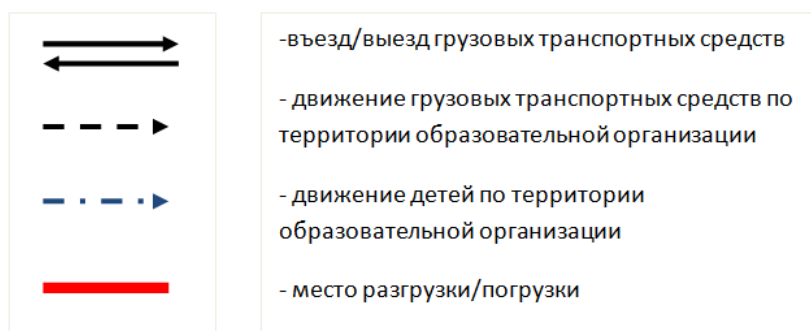 -въезд/выезд грузовых транспортных средств
- движение грузовых транспортных средств по
территории образовательной организации
- движение детей по территории
образовательной организации
- место разгрузки/погрузки